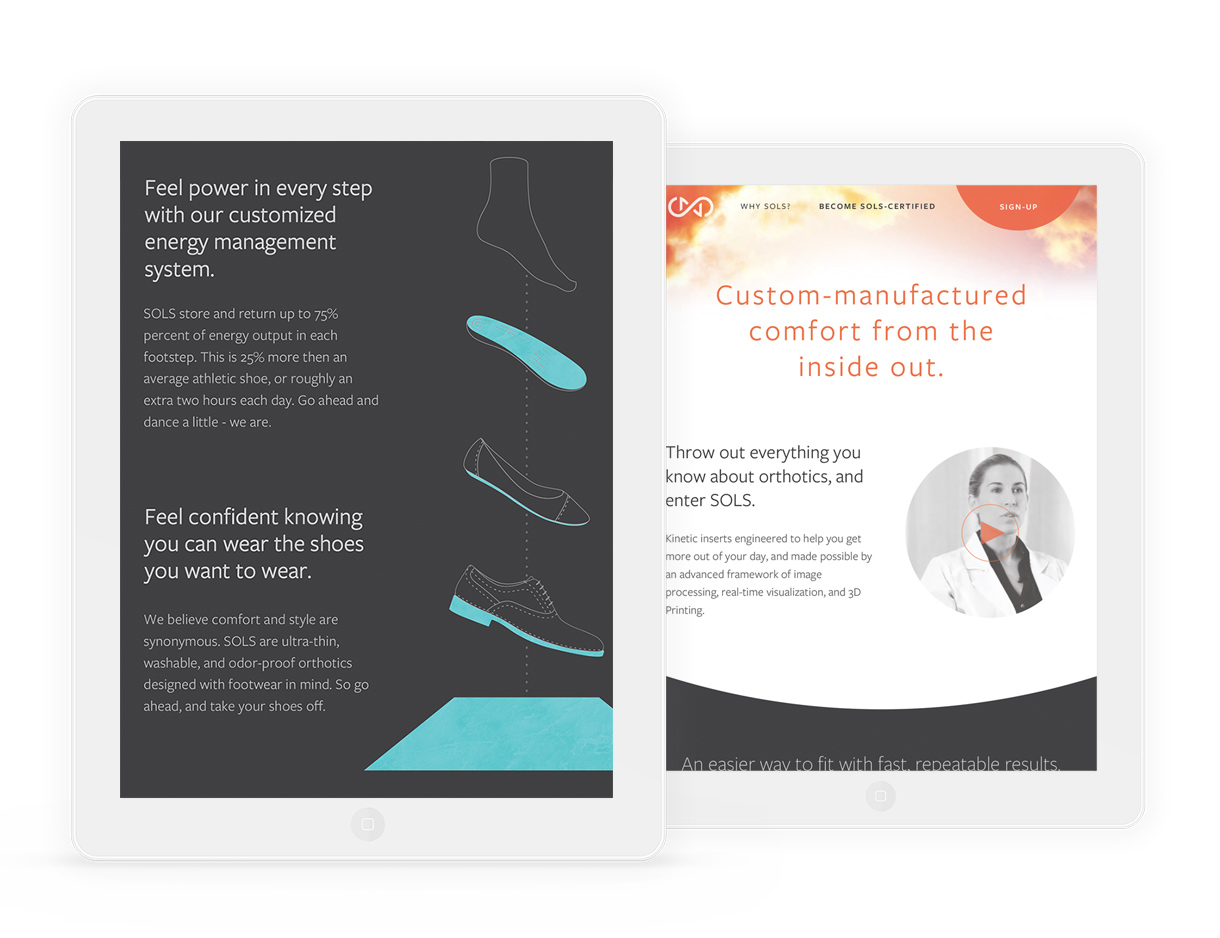 Feel power in every step
with our customized
energy management
system.
SOLS store and return up to 75%
percent of energy output in each
footstep. This is 25% more then an
average athletic shoe, or roughly an
extra two hours each day. Go ahead and
dance a little - we are.
Feel confident knowing
you can wear the shoes
you want to wear.
We believe comfort and style are
synonymous. SOLS are ultra-thin,
washable, and odor-proof orthotics
designed with footwear in mind. So go
ahead, and take your shoes off.
WHY SOLS?
BECOME SOLS-CERTIFIED
SIGN-UP
Custom-manufactured
comfort from the
inside out.
Throw out everything you
know about orthotics, and
enter SOLS.
Kinetic inserts engineered to help you get
more out of your day, and made possible by
an advanced framework of image
processing, real-time visualization, and 3D
Printing.
An easier way to fit with fast, repeatable results.